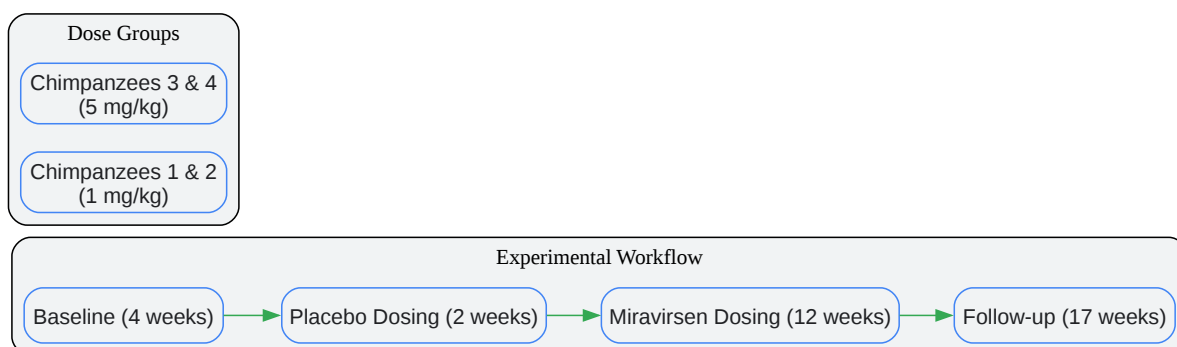 Dose Groups
Chimpanzees 3 & 4
(5 mg/kg)
Chimpanzees 1 & 2
(1 mg/kg)
Experimental Workflow
Baseline (4 weeks)
Placebo Dosing (2 weeks)
Miravirsen Dosing (12 weeks)
Follow-up (17 weeks)